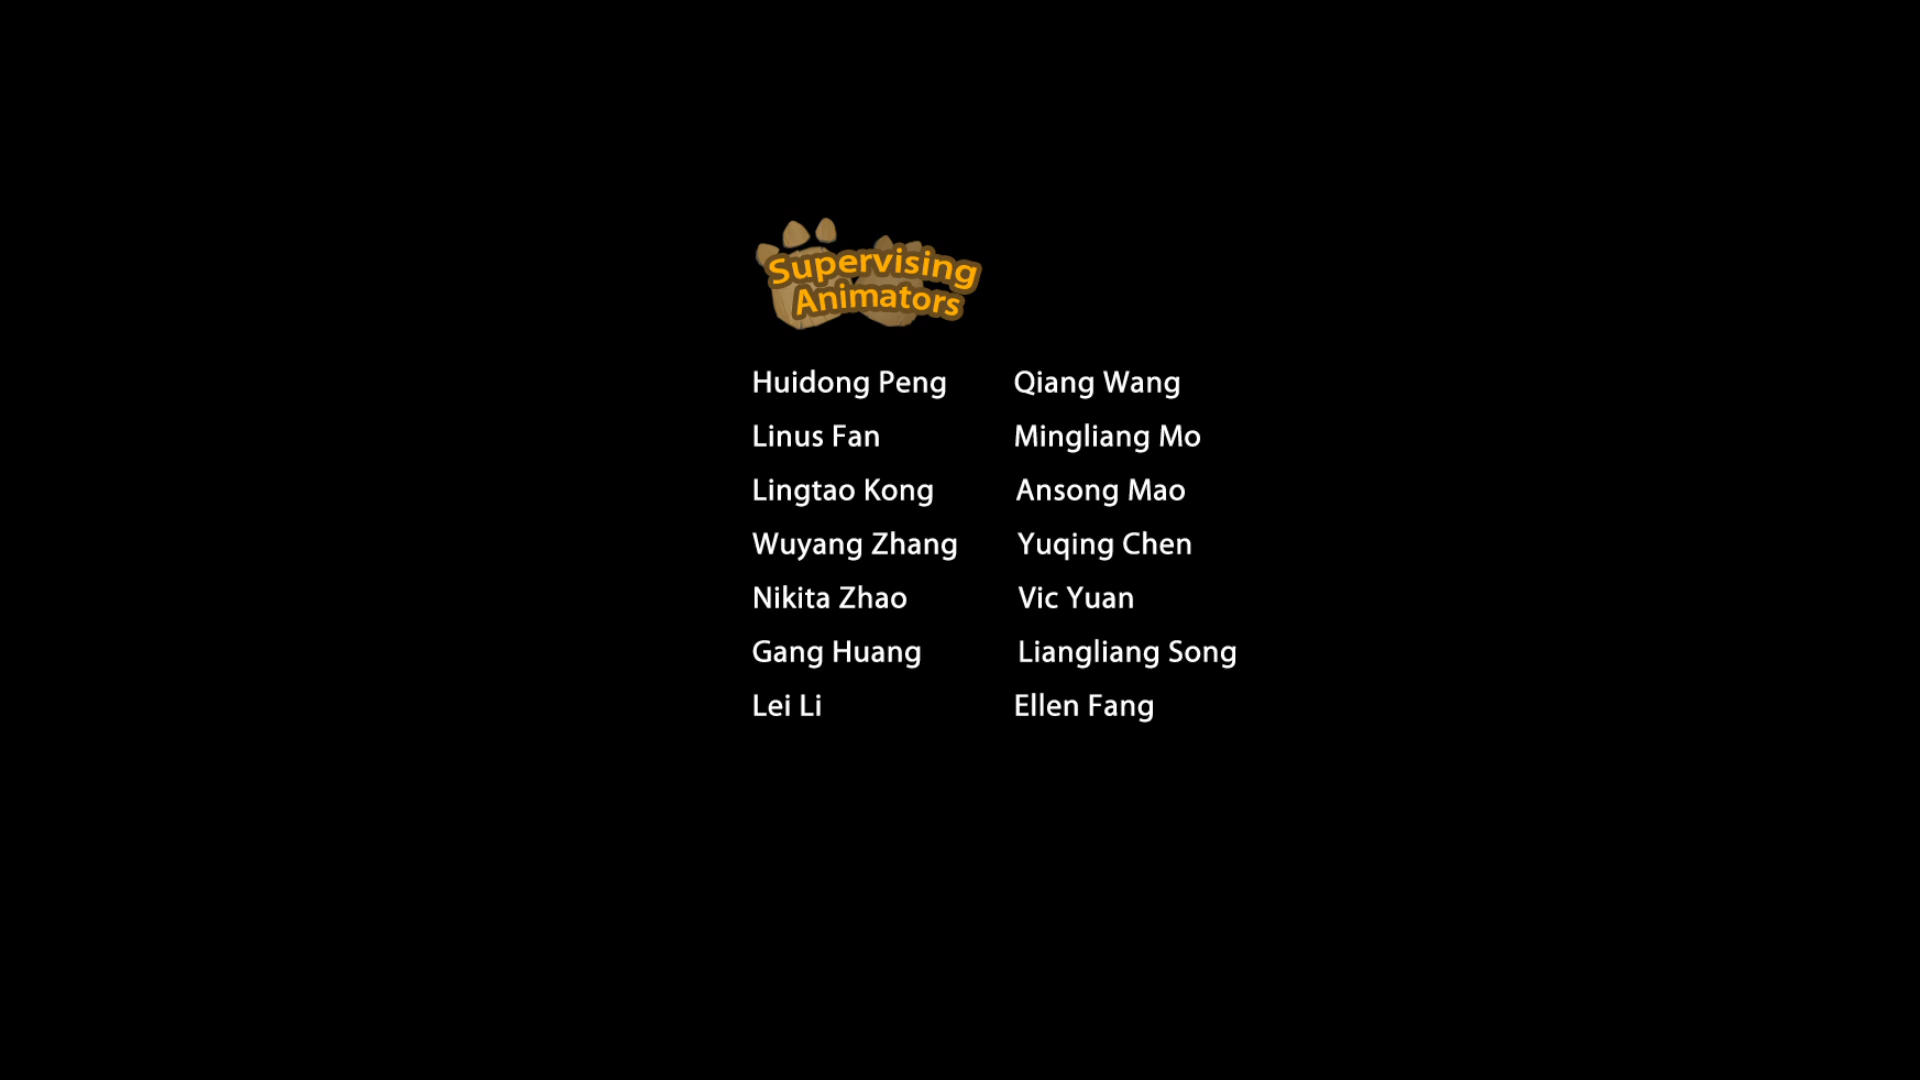 Supervising
Animators
Huidong Peng Qiang Wang
Linus Fan Mingliang Mo
Lingtao Kong Ansong Mao
Wuyang Zhang Yuqing Chen
Nikita Zhao Vic Yuan
Gang Huang Liangliang Song
Lei Li Ellen Fang